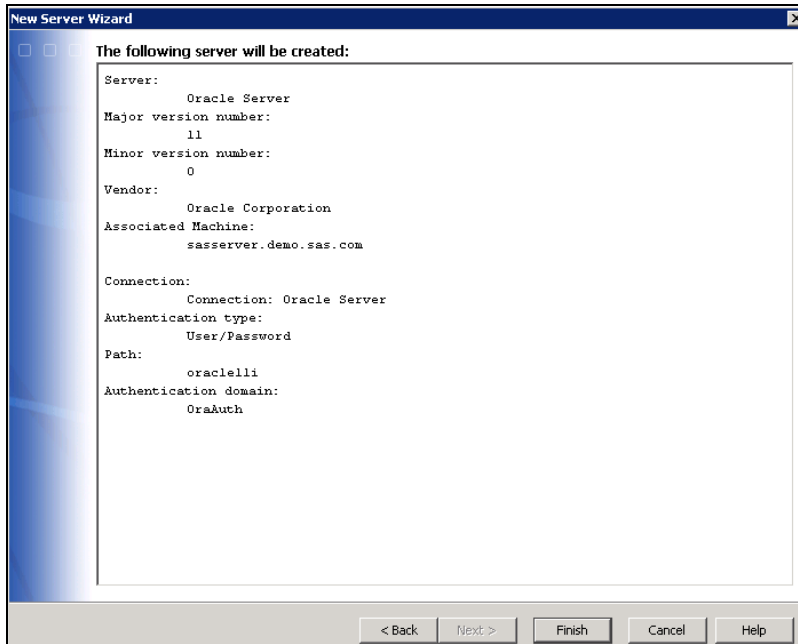 New Server Wizard
The following server will be created:
Server:
Oracle Server
Major version number:
11
Minor version number:
0
Vendor:
Oracle Corporation
Associated Machine:
sasserver.demo.sas.com
Connection:
Connection: Oracle Server
Authentication type:
User/Password
Path:
oraclelli
Authentication domain:
OraAuth
< Back Next > Finish Cancel Help